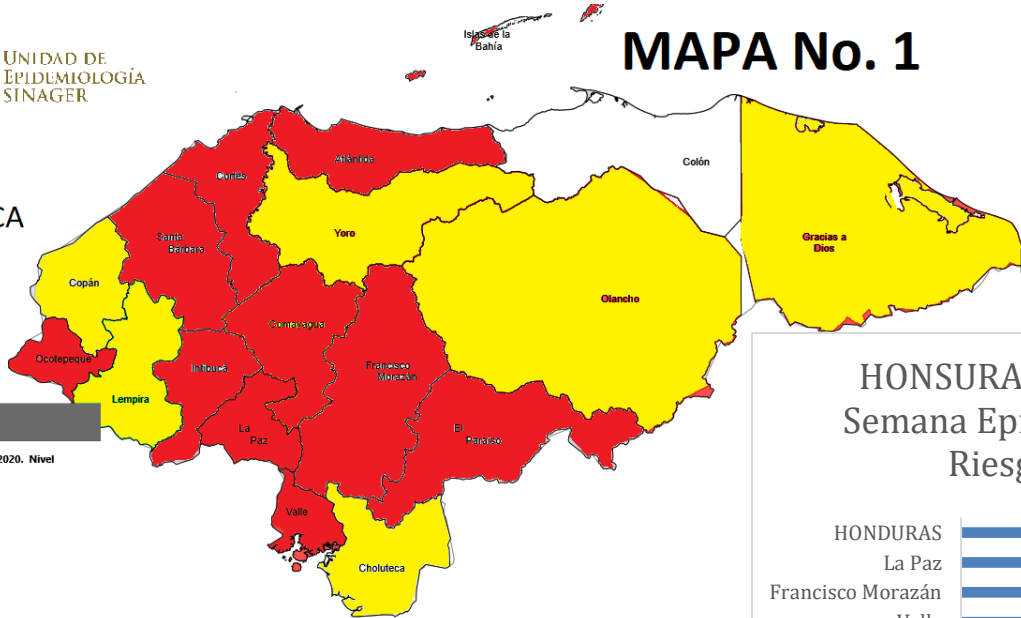 UNIDAD DE
EPIDEMIOLOGÍA
SINAGER
MAPA No. 1
Islas de la
Bahía
Atlántida
Colón
Cortés
CA
Yoro
Gracias a
Dios
Santa
Bárbara
Copán
Olancho
Comayagua
Ocotepeque
Intibucá
Francisco
Morazán
Lempira
La
Paz
El
Paraíso
2020. Nivel
Valle
Choluteca
HONSURA
Semana Epi
Riesg
HONDURAS
La Paz
Francisco Morazán